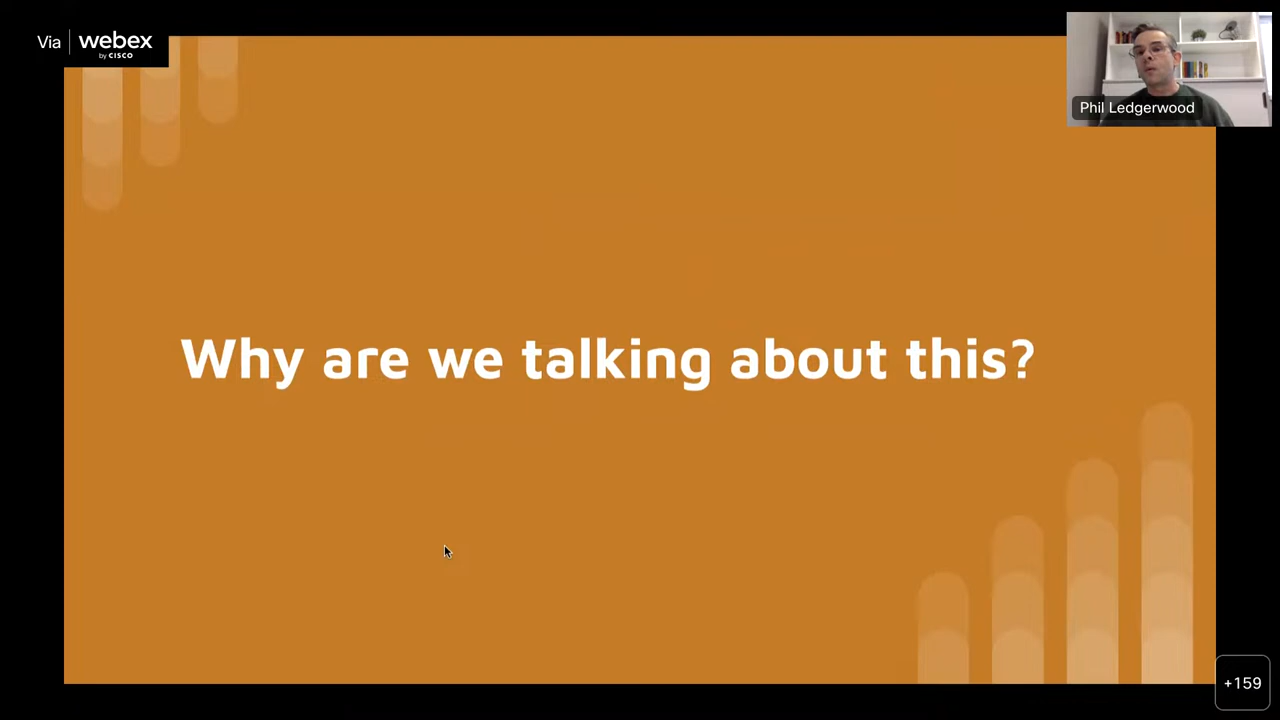 Via webex
by CISCO
Phil Ledgerwood
Why are we talking about this?
+159